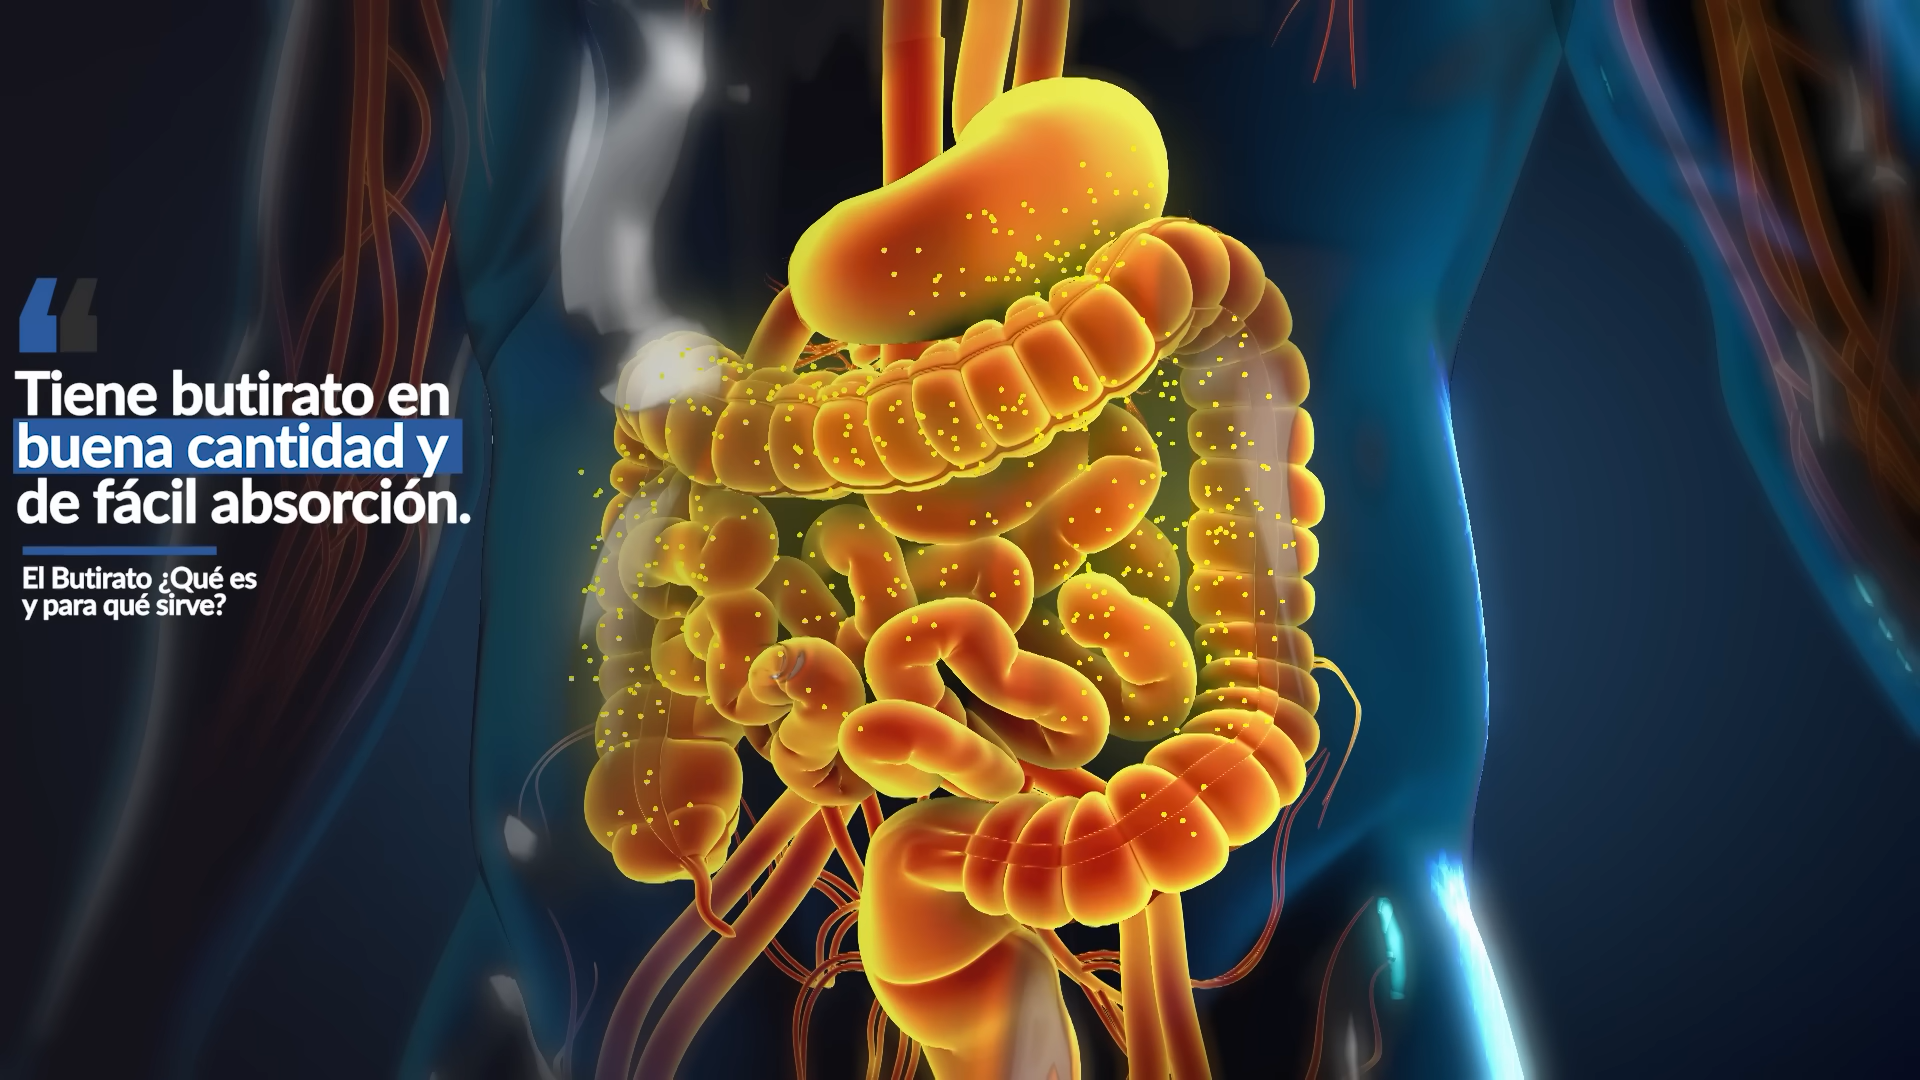 Tiene butirato en
buena cantidad y
de fácil absorción.
El Butirato ¿Qué es
y para qué sirve?